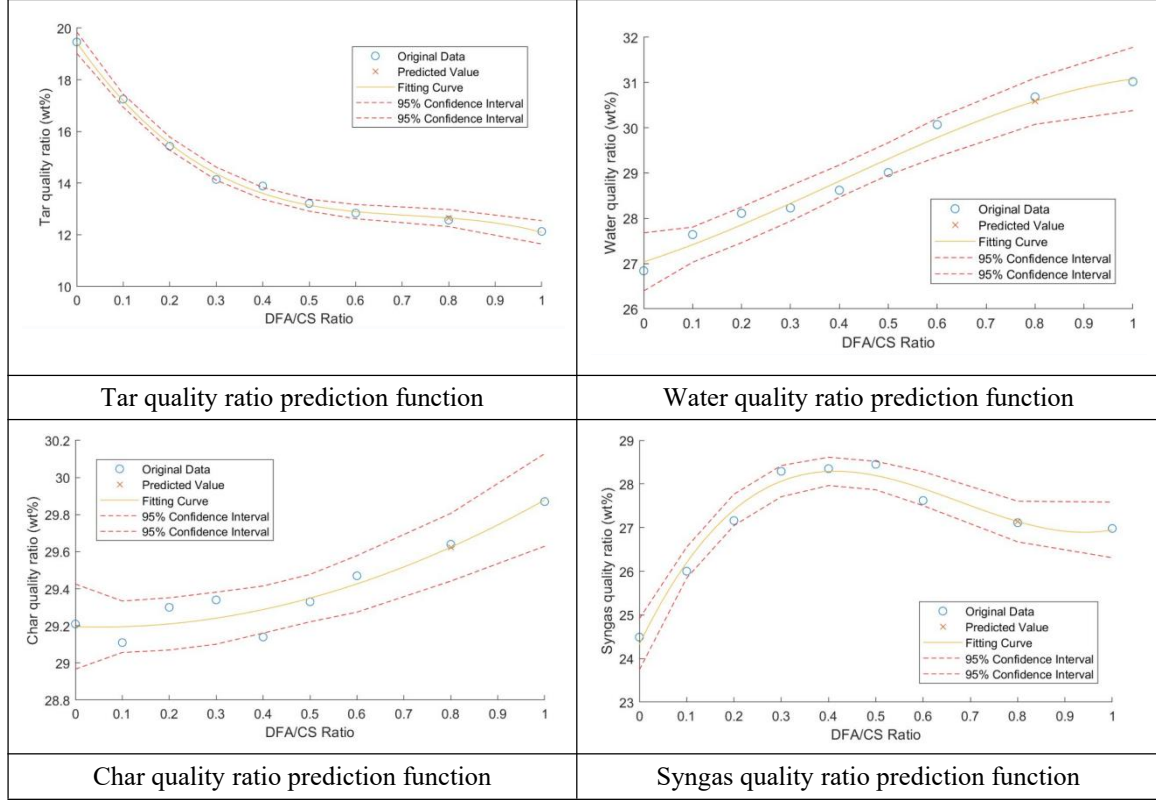 20
18
16
14
12
10
Tar quality ratio (wt%)
Original Data
Predicted Value
Fitting Curve
95% Confidence Interval
95% Confidence Interval
0 0.1 0.2 0.3 0.4 0.5 0.6 0.7 0.8 0.9 1
DFA/CS Ratio
32
31
30
29
28
27
26
Water quality ratio (wt%)
Original Data
Predicted Value
Fitting Curve
95% Confidence Interval
95% Confidence Interval
0 0.1 0.2 0.3 0.4 0.5 0.6 0.7 0.8 0.9 1
DFA/CS Ratio
Tar quality ratio prediction function
Water quality ratio prediction function
30.2
30
29.8
29.6
29.4
29.2
29
28.8
Char quality ratio (wt%)
Original Data
Predicted Value
Fitting Curve
95% Confidence Interval
95% Confidence Interval
0 0.1 0.2 0.3 0.4 0.5 0.6 0.7 0.8 0.9 1
DFA/CS Ratio
29
28
27
26
25
24
23
Syngas quality ratio (wt%)
Original Data
Predicted Value
Fitting Curve
95% Confidence Interval
95% Confidence Interval
0 0.1 0.2 0.3 0.4 0.5 0.6 0.7 0.8 0.9 1
DFA/CS Ratio
Char quality ratio prediction function
Syngas quality ratio prediction function